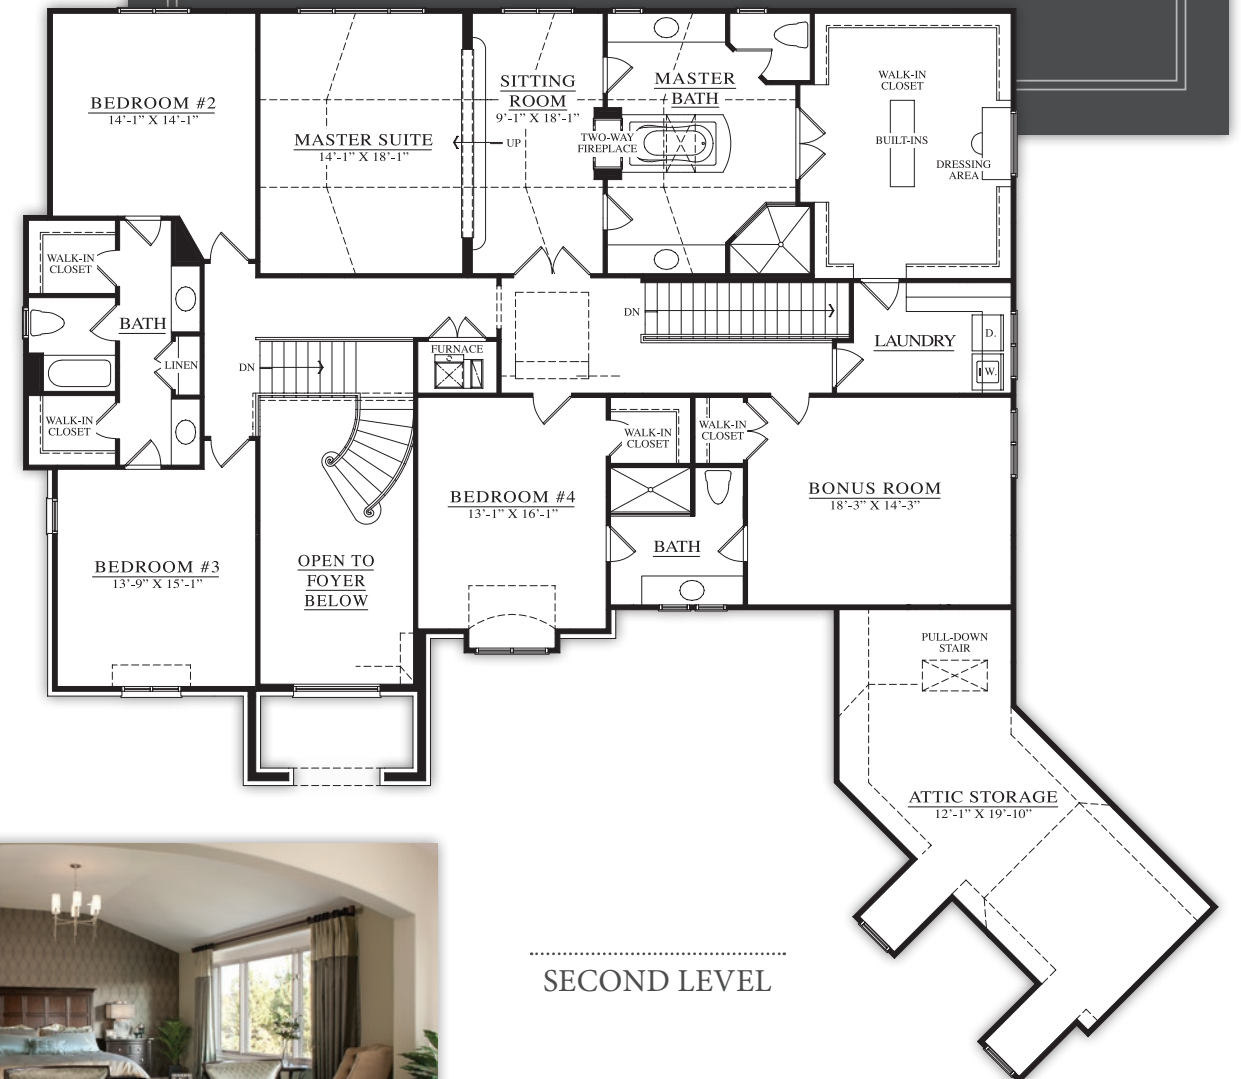 BEDROOM #2
14'-1" X 14'-1"
MASTER SUITE
14'-1" X 18'-1"
SITTING
ROOM
9'-1" X 18'-1"
UP
TWO-WAY
FIREPLACE
MASTER
BATH
WALK-IN
CLOSET
BUILT-INS
DRESSING
AREA
WALK-IN
CLOSET
BATH
LINEN
WALK-IN
CLOSET
DN
FURNACE
S
DN
LAUNDRY
D.
W.
WALK-IN
CLOSET
WALK-IN
CLOSET
BEDROOM #4
13'-1" X 16'-1"
BONUS ROOM
18'-3" X 14'-3"
BATH
BEDROOM #3
13'-9" X 15'-1"
OPEN TO
FOYER
BELOW
PULL-DOWN
STAIR
ATTIC STORAGE
12'-1" X 19'-10"
SECOND LEVEL